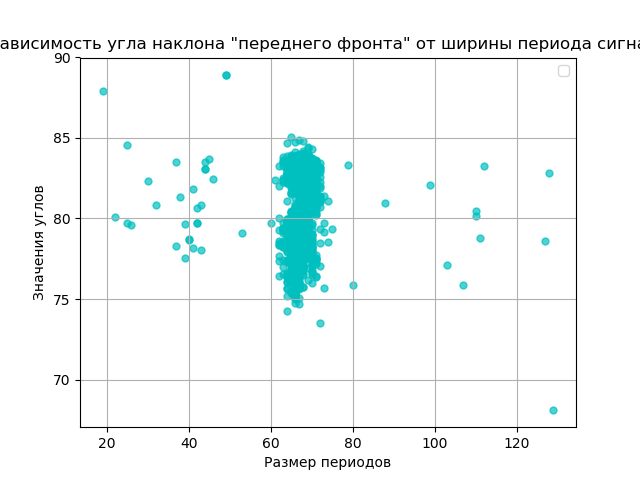 ависимость угла наклона "переднего фронта" от ширины периода сигна
90
85
80
75
70
Значения углов
20 40 60 80 100 120
Размер периодов